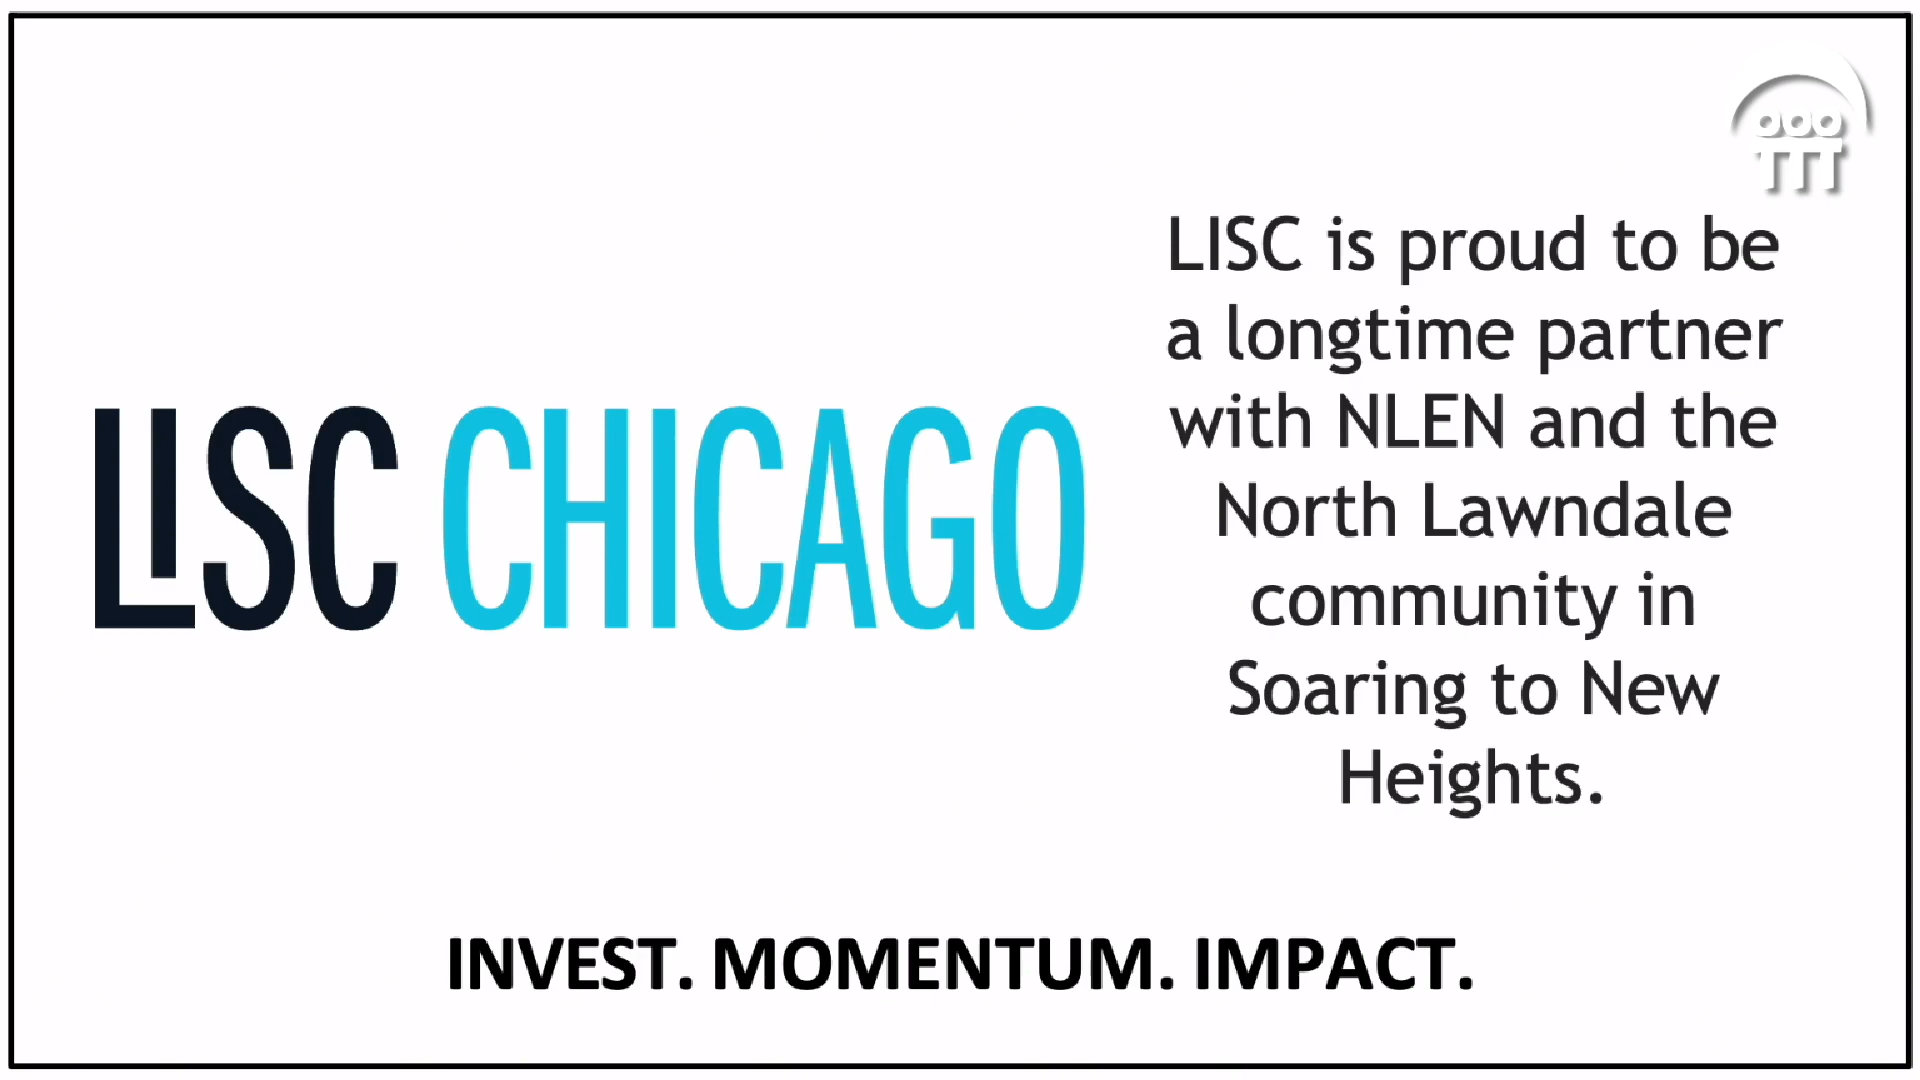 LISC CHICAGO
LISC is proud to be
a longtime partner
with NLEN and the
North Lawndale
community in
Soaring to New
Heights.
INVEST. MOMENTUM. IMPACT.